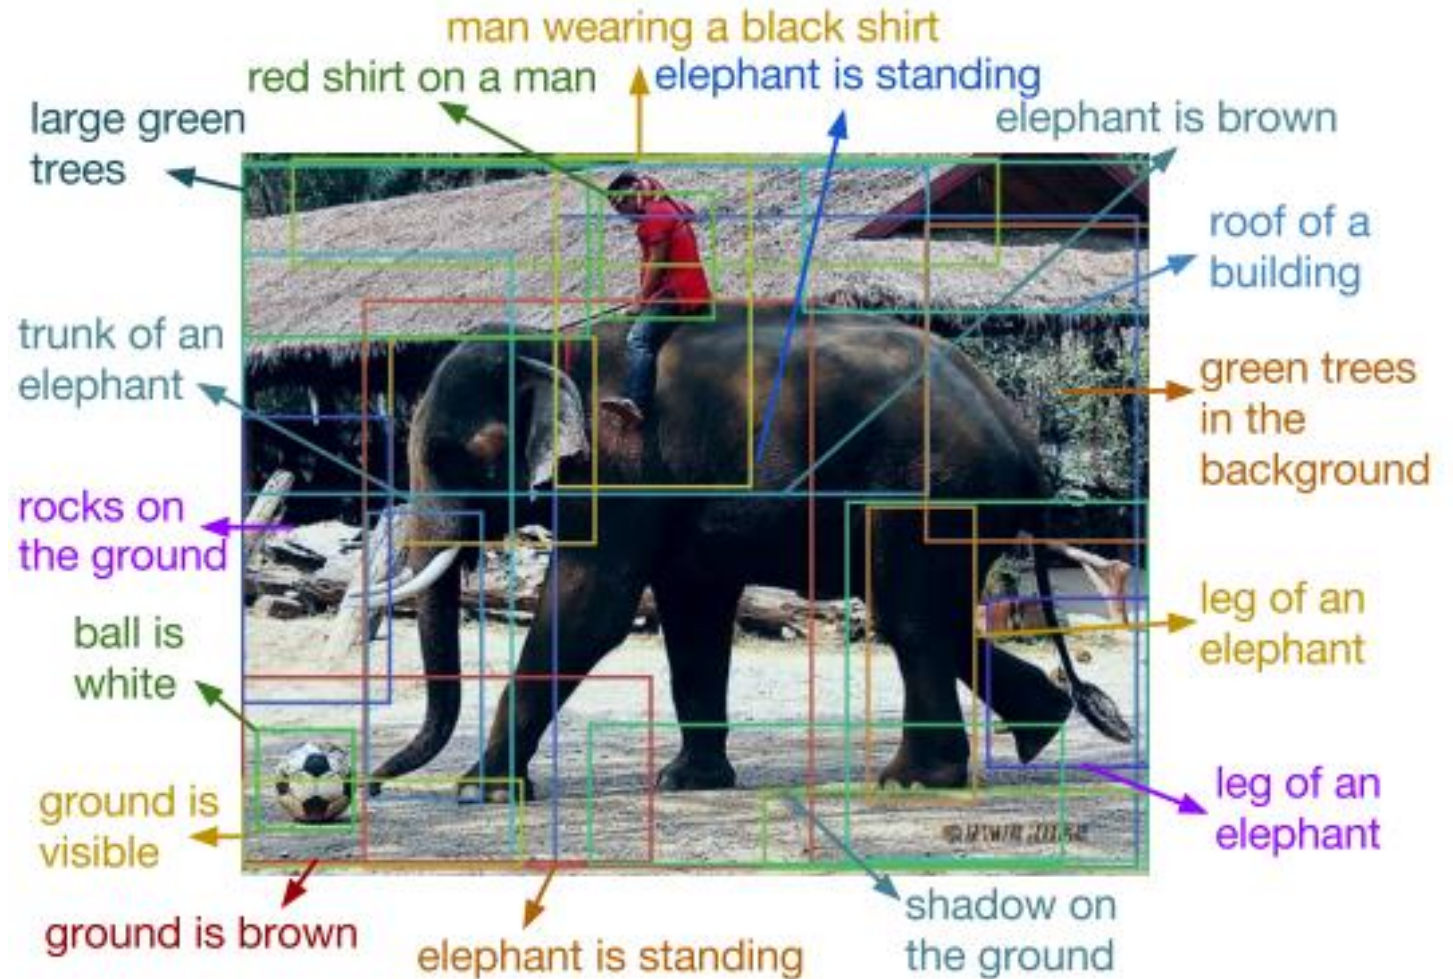 man wearing a black shirt
red shirt on a man
elephant is standing
large green
trees
elephant is brown
roof of a
building
trunk of an
elephant
green trees
in the
background
rocks on
the ground
leg of an
elephant
ball is
white
leg of an
elephant
ground is
visible
shadow on
the ground
ground is brown
elephant is standing